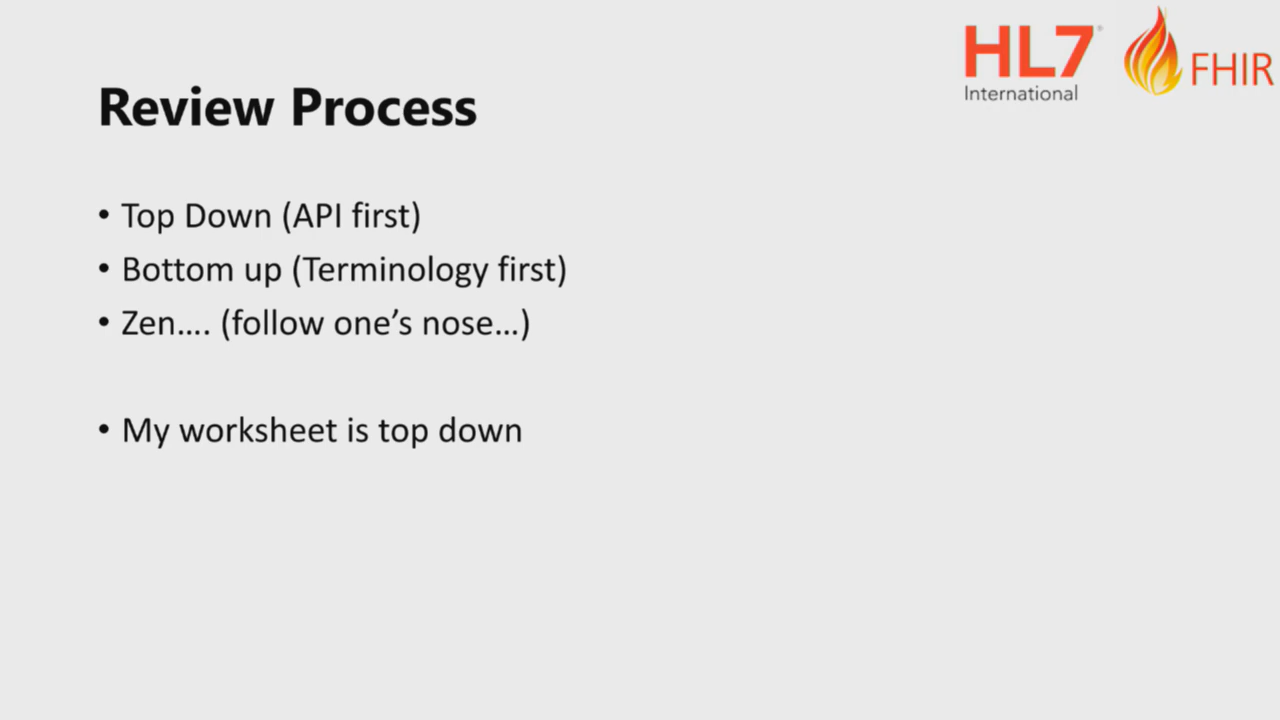 HL7
International
FHIR
Review Process
• Top Down (API first)
• Bottom up (Terminology first)
• Zen…. (follow one’s nose…)
• My worksheet is top down